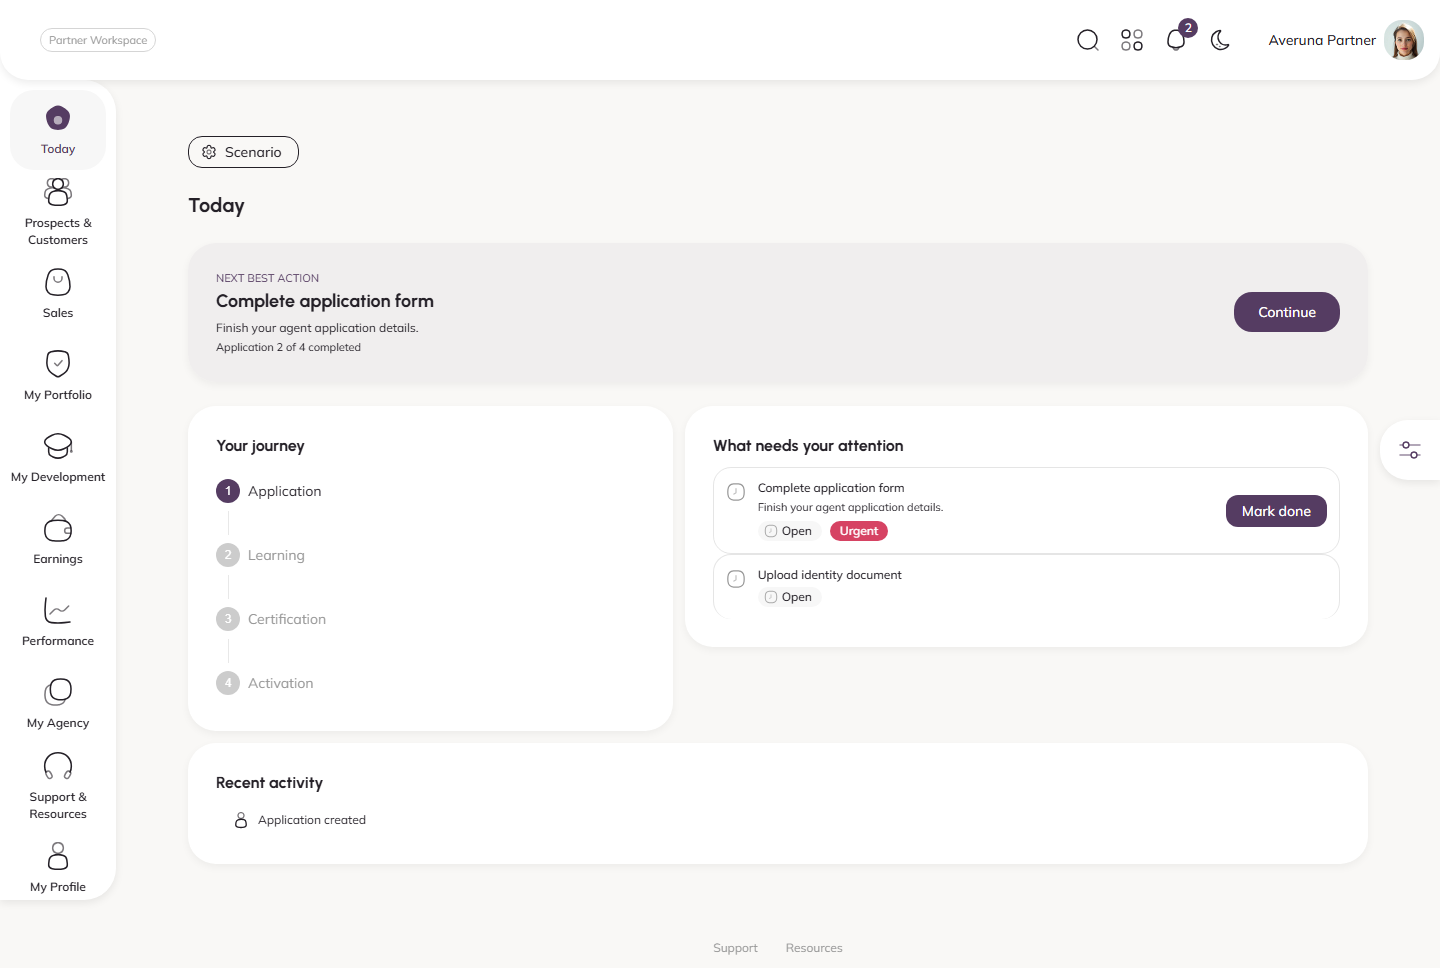 Partner Workspace
2
Averuna Partner
Today
Prospects &
Customers
Sales
My Portfolio
My Development
Earnings
Performance
My Agency
Support &
Resources
My Profile
Scenario
Today
NEXT BEST ACTION
Complete application form
Finish your agent application details.
Application 2 of 4 completed
Continue
Your journey
1 Application
2 Learning
3 Certification
4 Activation
What needs your attention
Complete application form
Finish your agent application details.
Open Urgent
Mark done
Upload identity document
Open
Recent activity
Application created
Support Resources